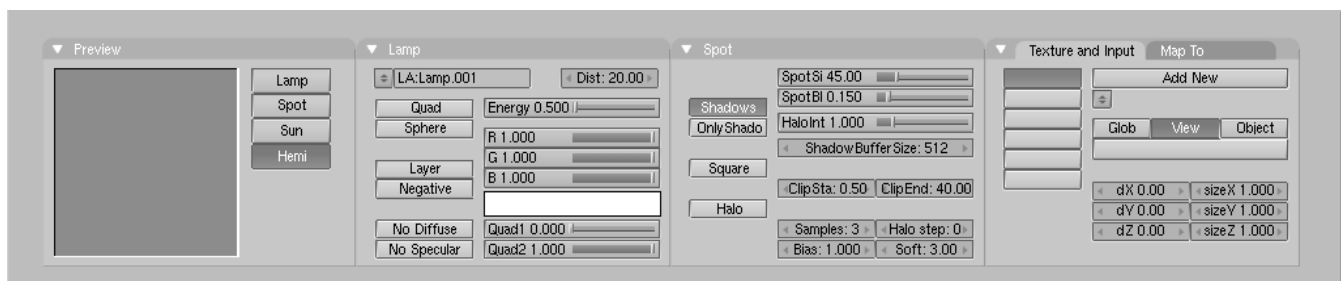 Preview
Lamp
Spot
Sun
Hemi
Lamp
LA:Lamp.001
Dist: 20.00
Quad
Energy 0.500
Sphere
R 1.000
G 1.000
Layer
B 1.000
Negative
No Diffuse
Quad1 0.000
No Specular
Quad2 1.000
Spot
SpotSi 45.00
SpotBl 0.150
Shadows
HaloInt 1.000
OnlyShado
ShadowBufferSize: 512
Square
ClipSta: 0.50
ClipEnd: 40.00
Halo
Samples: 3
Halo step: 0
Bias: 1.000
Soft: 3.00
Texture and Input
Map To
Add New
Glob
View
Object
dX 0.00
sizeX 1.000
dY 0.00
sizeY 1.000
dZ 0.00
sizeZ 1.000